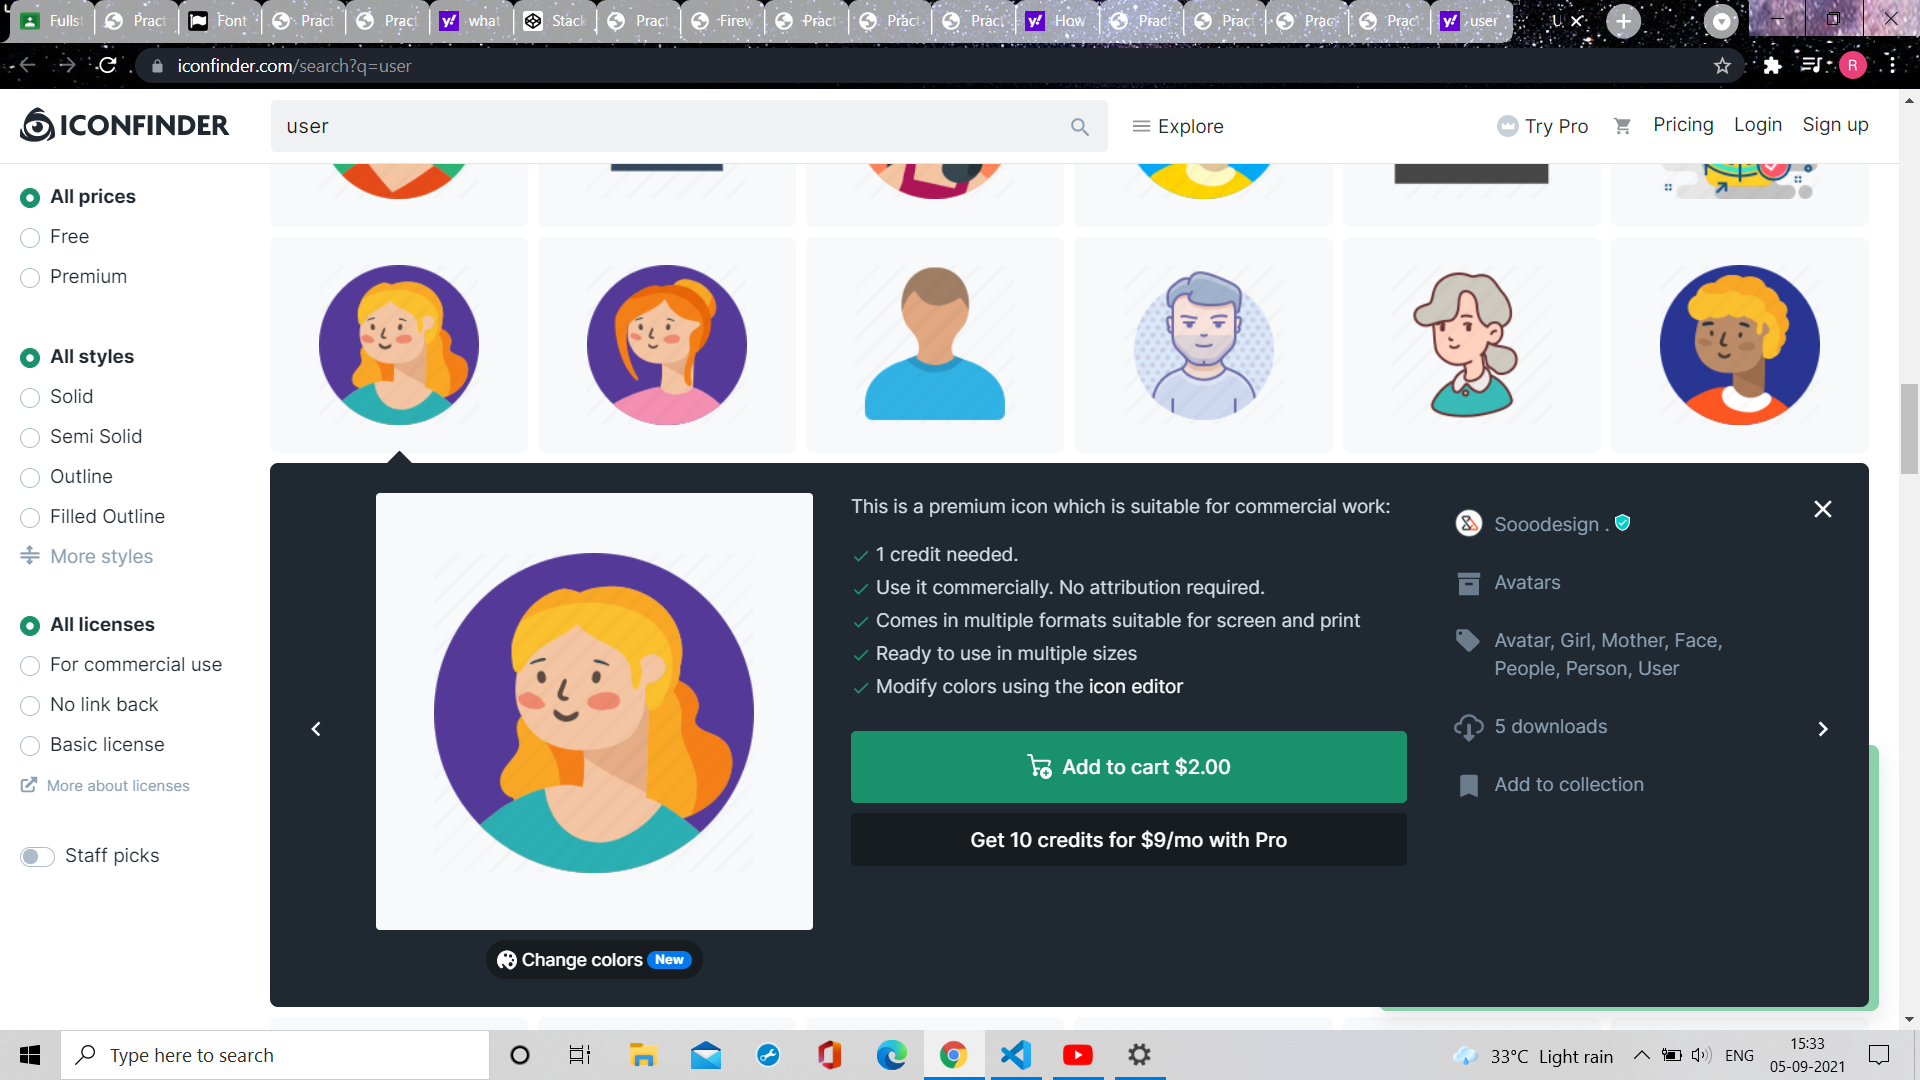 Fulls
Pract
Font
Pract
Pract
what
Stack
Pract
Firew
Pract
Pract
Prac
How
Prac
Prac
Prac
Prac
user
U
iconfinder.com/search?q=user
R
ICONFINDER
user
Explore
Try Pro
Pricing
Login
Sign up
All prices
Free
Premium
All styles
Solid
Semi Solid
Outline
Filled Outline
More styles
All licenses
For commercial use
No link back
Basic license
More about licenses
Staff picks
This is a premium icon which is suitable for commercial work:
1 credit needed.
Use it commercially. No attribution required.
Comes in multiple formats suitable for screen and print
Ready to use in multiple sizes
Modify colors using the icon editor
Add to cart $2.00
Get 10 credits for $9/mo with Pro
Change colors New
Sooodesign .
Avatars
Avatar, Girl, Mother, Face,
People, Person, User
5 downloads
Add to collection
Type here to search
33°C Light rain
ENG
15:33
05-09-2021